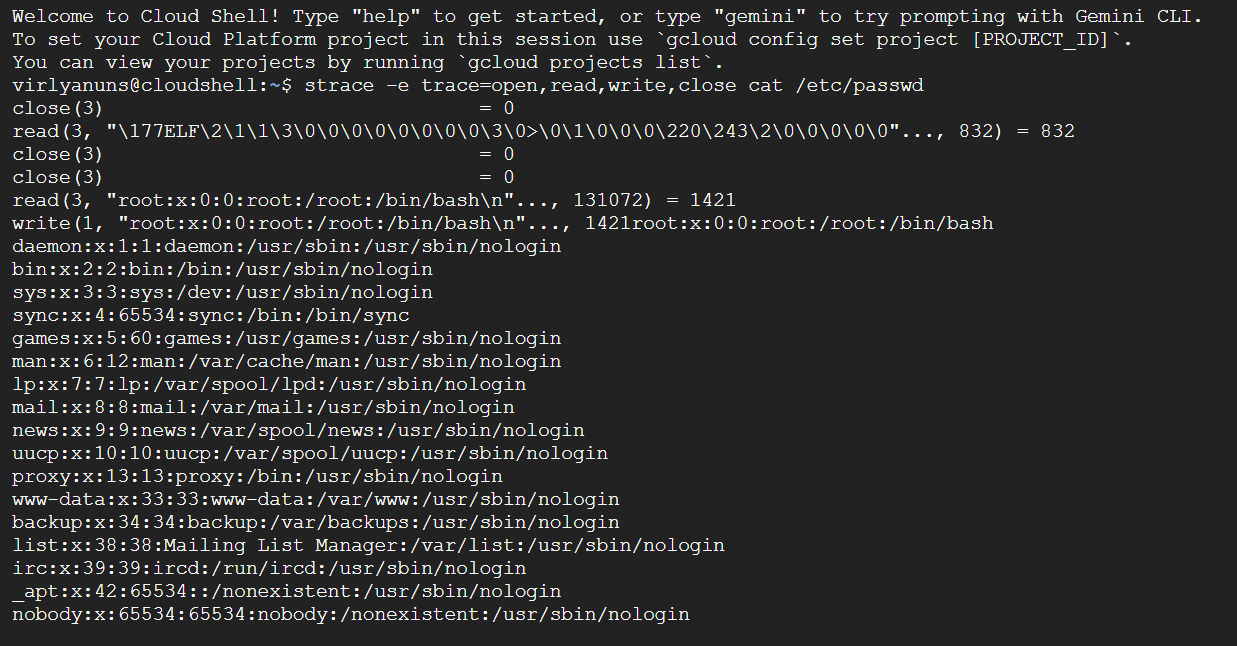 Welcome to Cloud Shell! Type "help" to get started, or type "gemini" to try prompting with Gemini CLI.
To set your Cloud Platform project in this session use `gcloud config set project [PROJECT_ID]`.
You can view your projects by running `gcloud projects list`.
virlyanuns@cloudshell:~$ strace -e trace=open,read,write,close cat /etc/passwd
close(3)                                = 0
read(3, "\177ELF\2\1\1\3\0\0\0\0\0\0\0\0\3\0>\0\1\0\0\0\220\243\2\0\0\0\0\0"..., 832) = 832
close(3)                                = 0
close(3)                                = 0
read(3, "root:x:0:0:root:/root:/bin/bash\n"..., 131072) = 1421
write(1, "root:x:0:0:root:/root:/bin/bash\n"..., 1421root:x:0:0:root:/root:/bin/bash
daemon:x:1:1:daemon:/usr/sbin:/usr/sbin/nologin
bin:x:2:2:bin:/bin:/usr/sbin/nologin
sys:x:3:3:sys:/dev:/usr/sbin/nologin
sync:x:4:65534:sync:/bin:/bin/sync
games:x:5:60:games:/usr/games:/usr/sbin/nologin
man:x:6:12:man:/var/cache/man:/usr/sbin/nologin
lp:x:7:7:lp:/var/spool/lpd:/usr/sbin/nologin
mail:x:8:8:mail:/var/mail:/usr/sbin/nologin
news:x:9:9:news:/var/spool/news:/usr/sbin/nologin
uucp:x:10:10:uucp:/var/spool/uucp:/usr/sbin/nologin
proxy:x:13:13:proxy:/bin:/usr/sbin/nologin
www-data:x:33:33:www-data:/var/www:/usr/sbin/nologin
backup:x:34:34:backup:/var/backups:/usr/sbin/nologin
list:x:38:38:Mailing List Manager:/var/list:/usr/sbin/nologin
irc:x:39:39:ircd:/run/ircd:/usr/sbin/nologin
_apt:x:42:65534::/nonexistent:/usr/sbin/nologin
nobody:x:65534:65534:nobody:/nonexistent:/usr/sbin/nologin